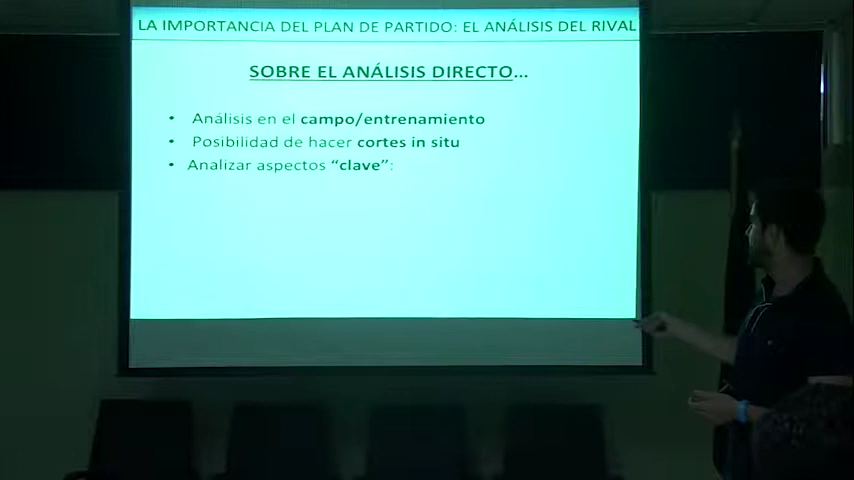 LA IMPORTANCIA DEL PLAN DE PARTIDO: EL ANÁLISIS DEL RIVAL
SOBRE EL ANÁLISIS DIRECTO...
• Análisis en el campo/entrenamiento
• Posibilidad de hacer cortes in situ
• Analizar aspectos “clave”: